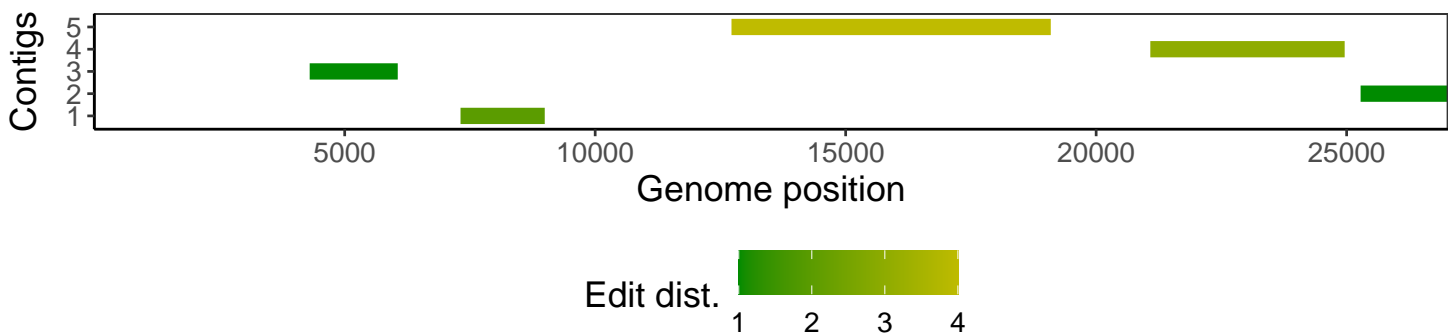 Contigs
5
4
3
2
1
5000 10000 15000 20000 25000
Genome position
Edit dist.
1 2 3 4